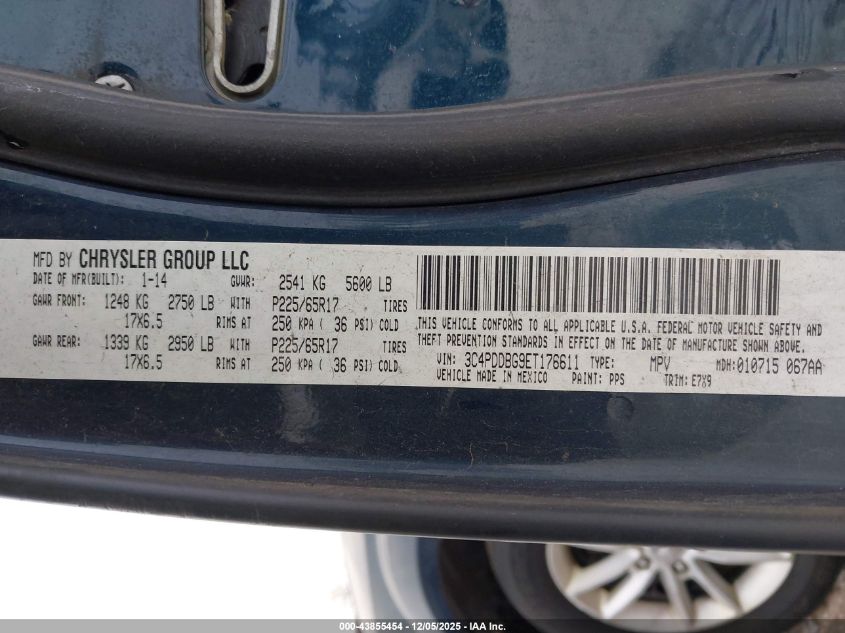 MFD BY CHRYSLER GROUP LLC
DATE OF MFR(BUILT): 1-14 GVWR: 2541 KG 5600 LB
GAWR FRONT: 1248 KG 2750 LB WITH P225/65R17 TIRES
17X6.5 RIMS AT 250 KPA ( 36 PSI) COLD
GAWR REAR: 1339 KG 2950 LB WITH P225/65R17 TIRES
17X6.5 RIMS AT 250 KPA ( 36 PSI) COLD
THIS VEHICLE CONFORMS TO ALL APPLICABLE U.S.A. FEDERAL MOTOR VEHICLE SAFETY AND
THEFT PREVENTION STANDARDS IN EFFECT ON THE DATE OF MANUFACTURE SHOWN ABOVE.
VIN: 3C4PDDBG9ET176611 TYPE: MPV MDH:010715 067AA
VEHICLE MADE IN MEXICO PAINT: PPS TRIM: E7X9
000-43855454 - 12/05/2025 - IAA Inc.